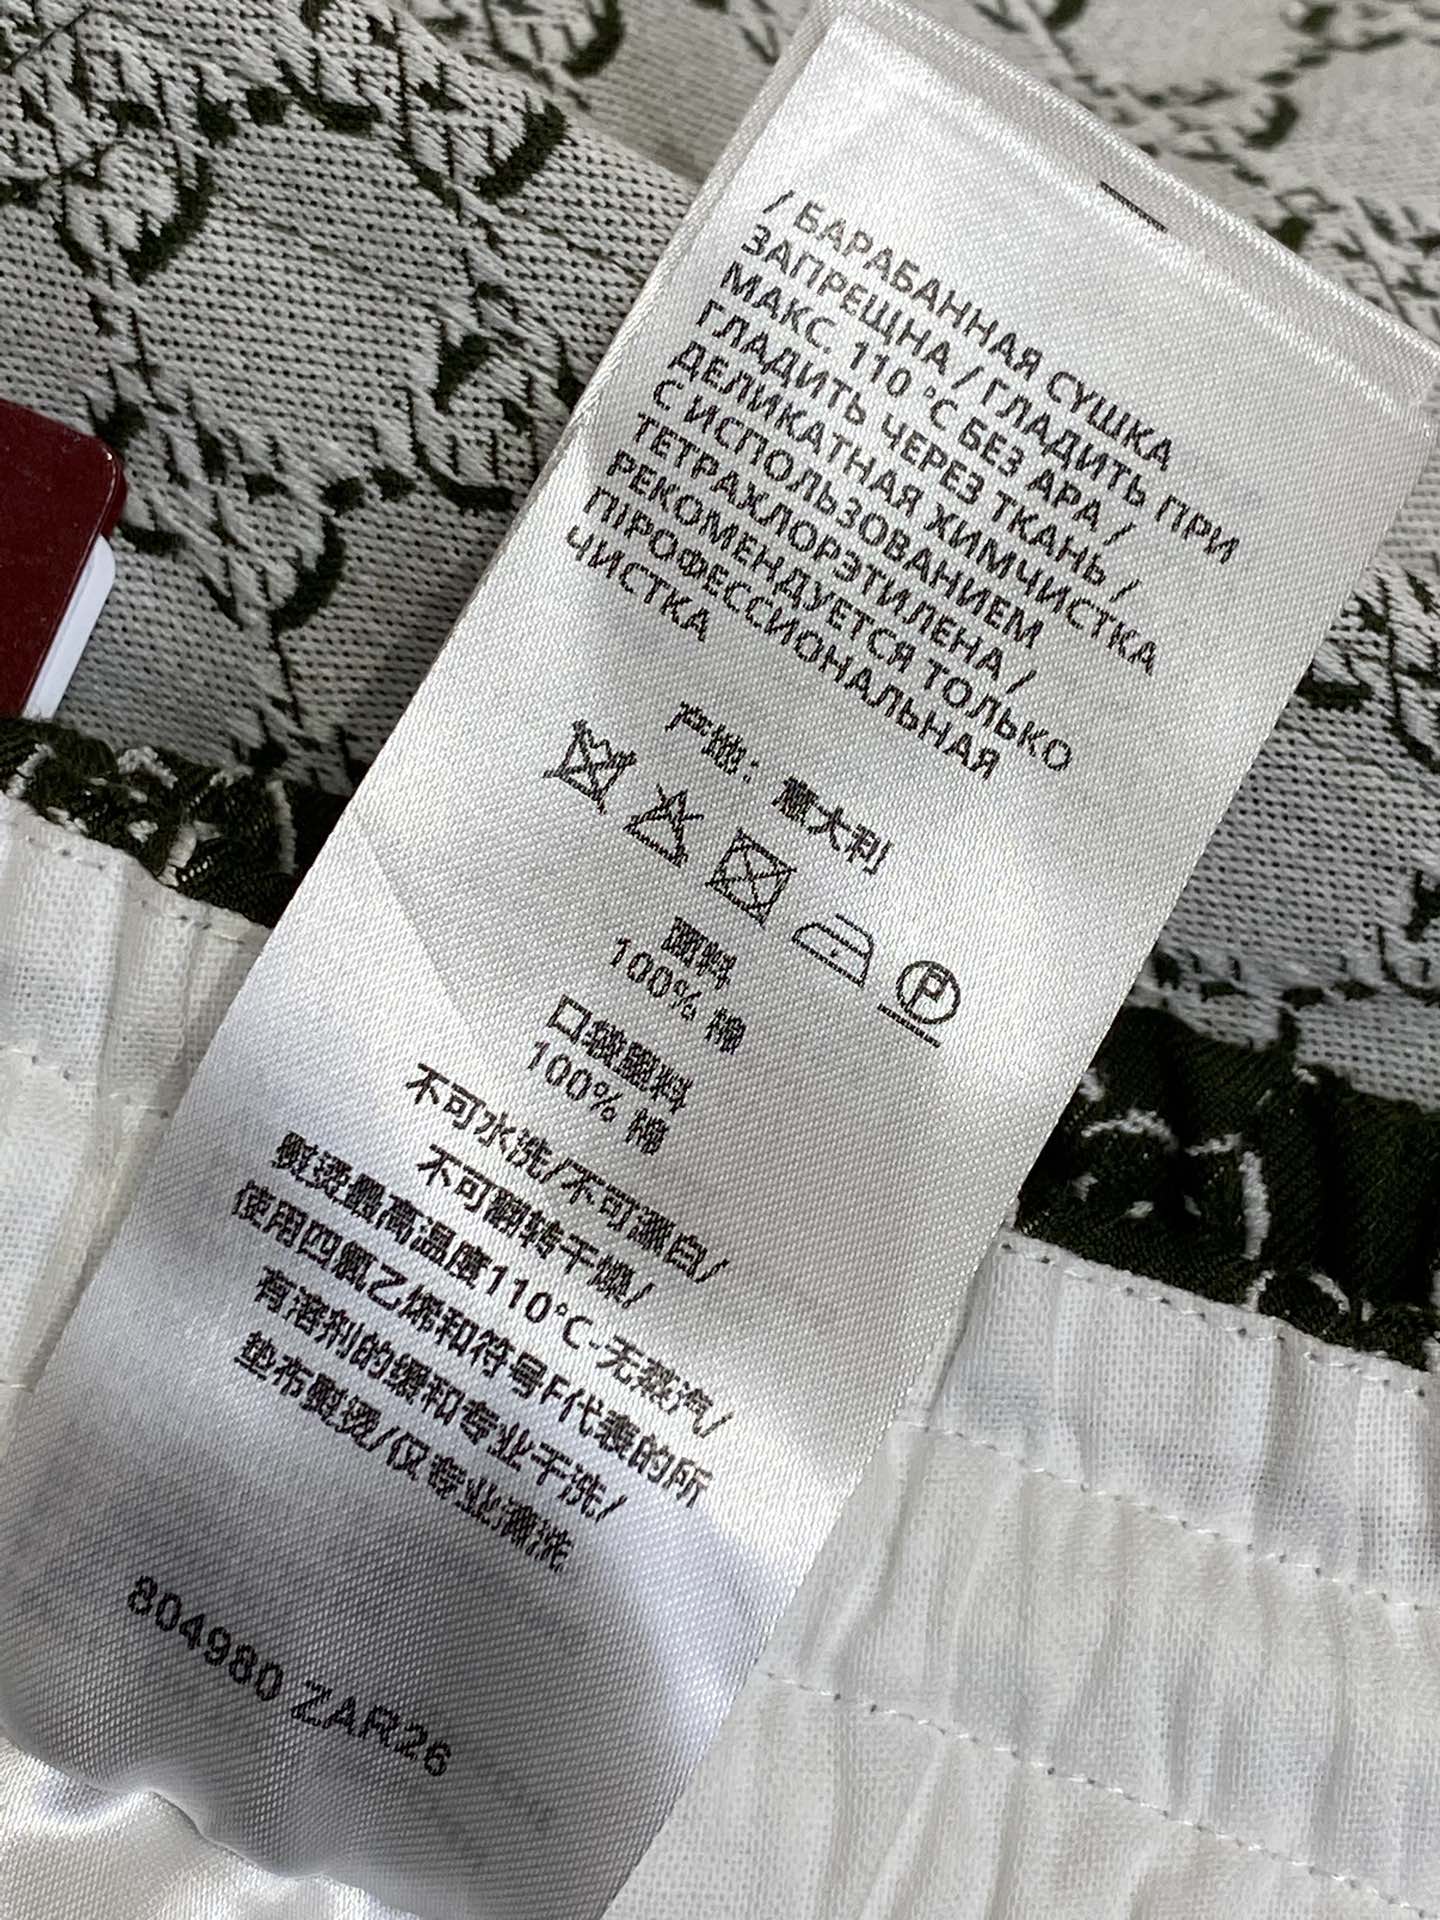 / БАРАБАННАЯ СУШКА
ЗАПРЕЩНА / ГЛАДИТЬ ПРИ
МАКС. 110 °C БЕЗ АРА /
ГЛАДИТЬ ЧЕРЕЗ ТКАНЬ /
ДЕЛИКАТНАЯ ХИМЧИСТКА
С ИСПОЛЬЗОВАНИЕМ
ТЕТРАХЛОРЭТИЛЕНА /
РЕКОМЕНДУЕТСЯ ТОЛЬКО
ПІРОФЕССИОНАЛЬНАЯ
ЧИСТКА
产地: 意大利
P
面料
100% 棉
口袋面料
100% 棉
不可水洗/不可漂白/
不可翻转干燥/
熨烫最高温度110°C-无蒸汽/
使用四氯乙烯和符号F代表的所
有溶剂的缓和专业干洗/
垫布熨烫/仅专业清洗
804980 ZAR26